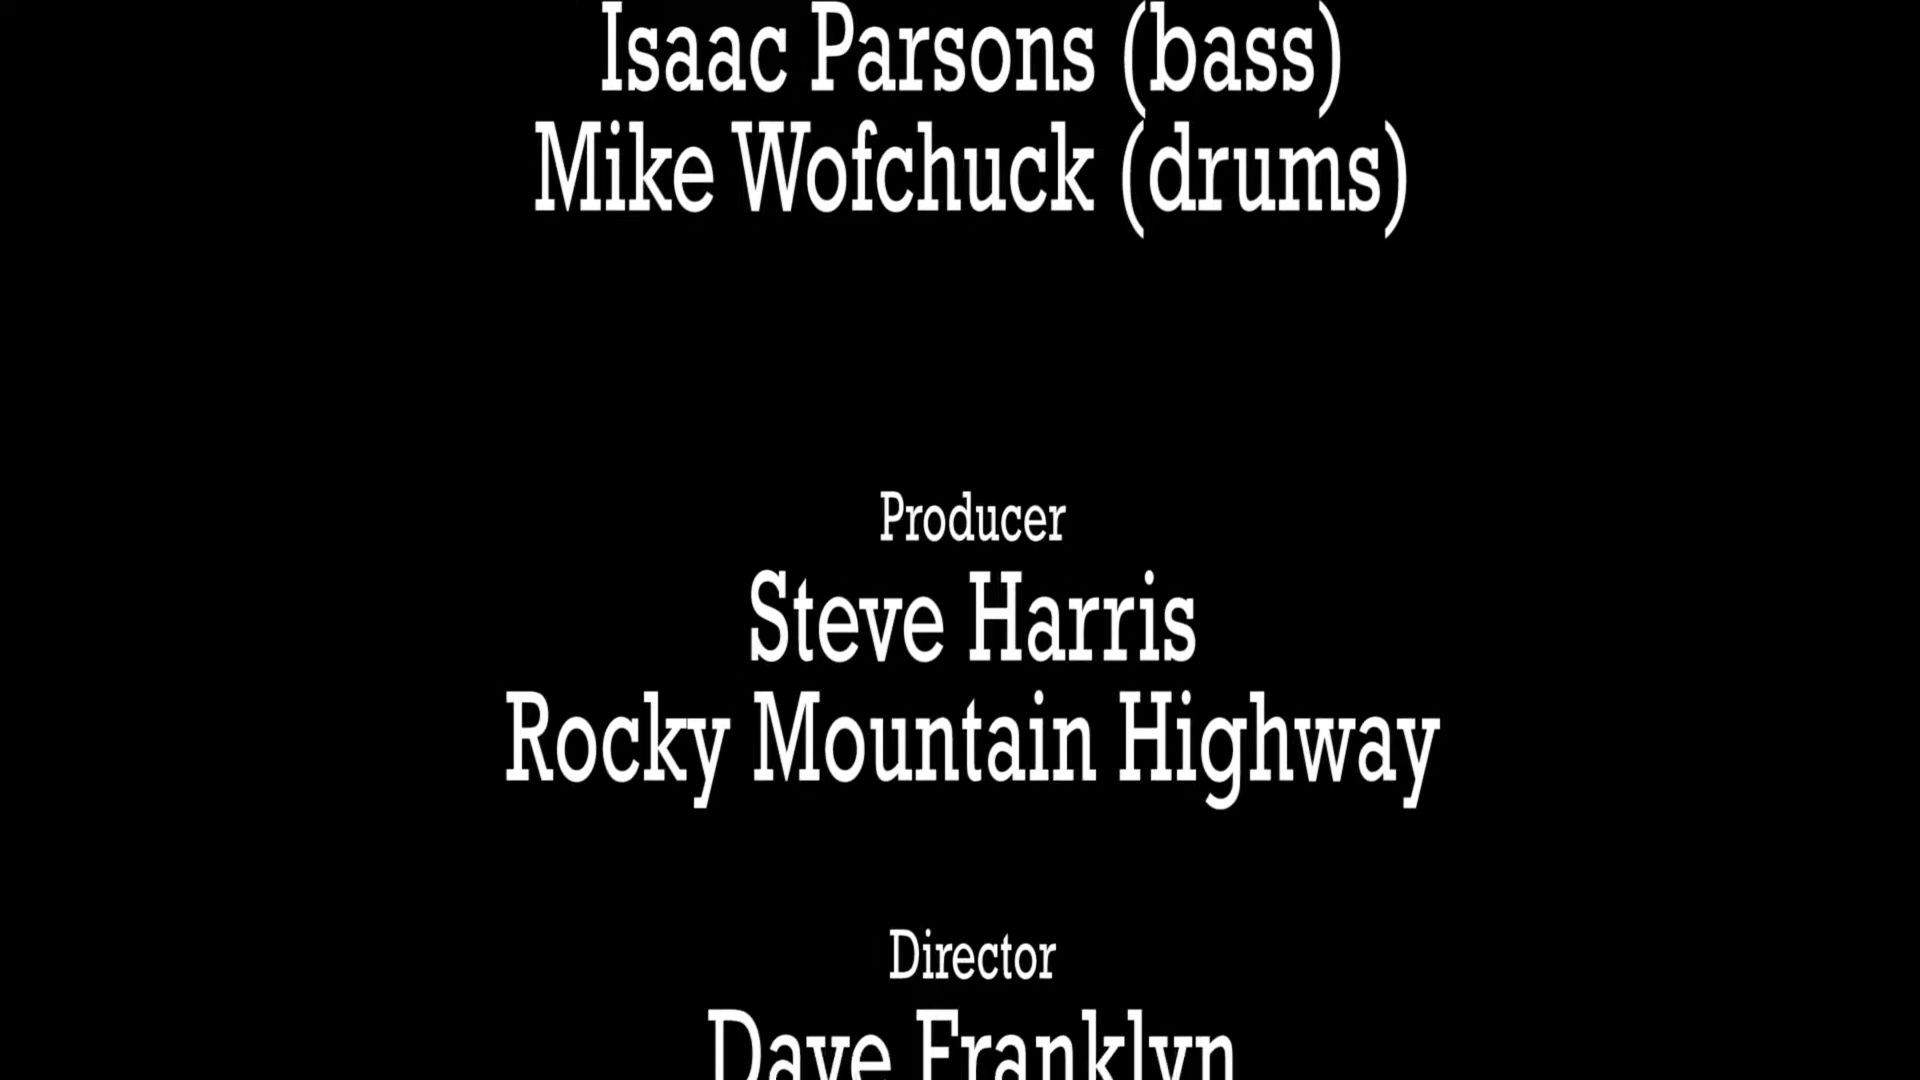 Isaac Parsons (bass)
Mike Wofchuck (drums)
Producer
Steve Harris
Rocky Mountain Highway
Director
Dave Franklyn